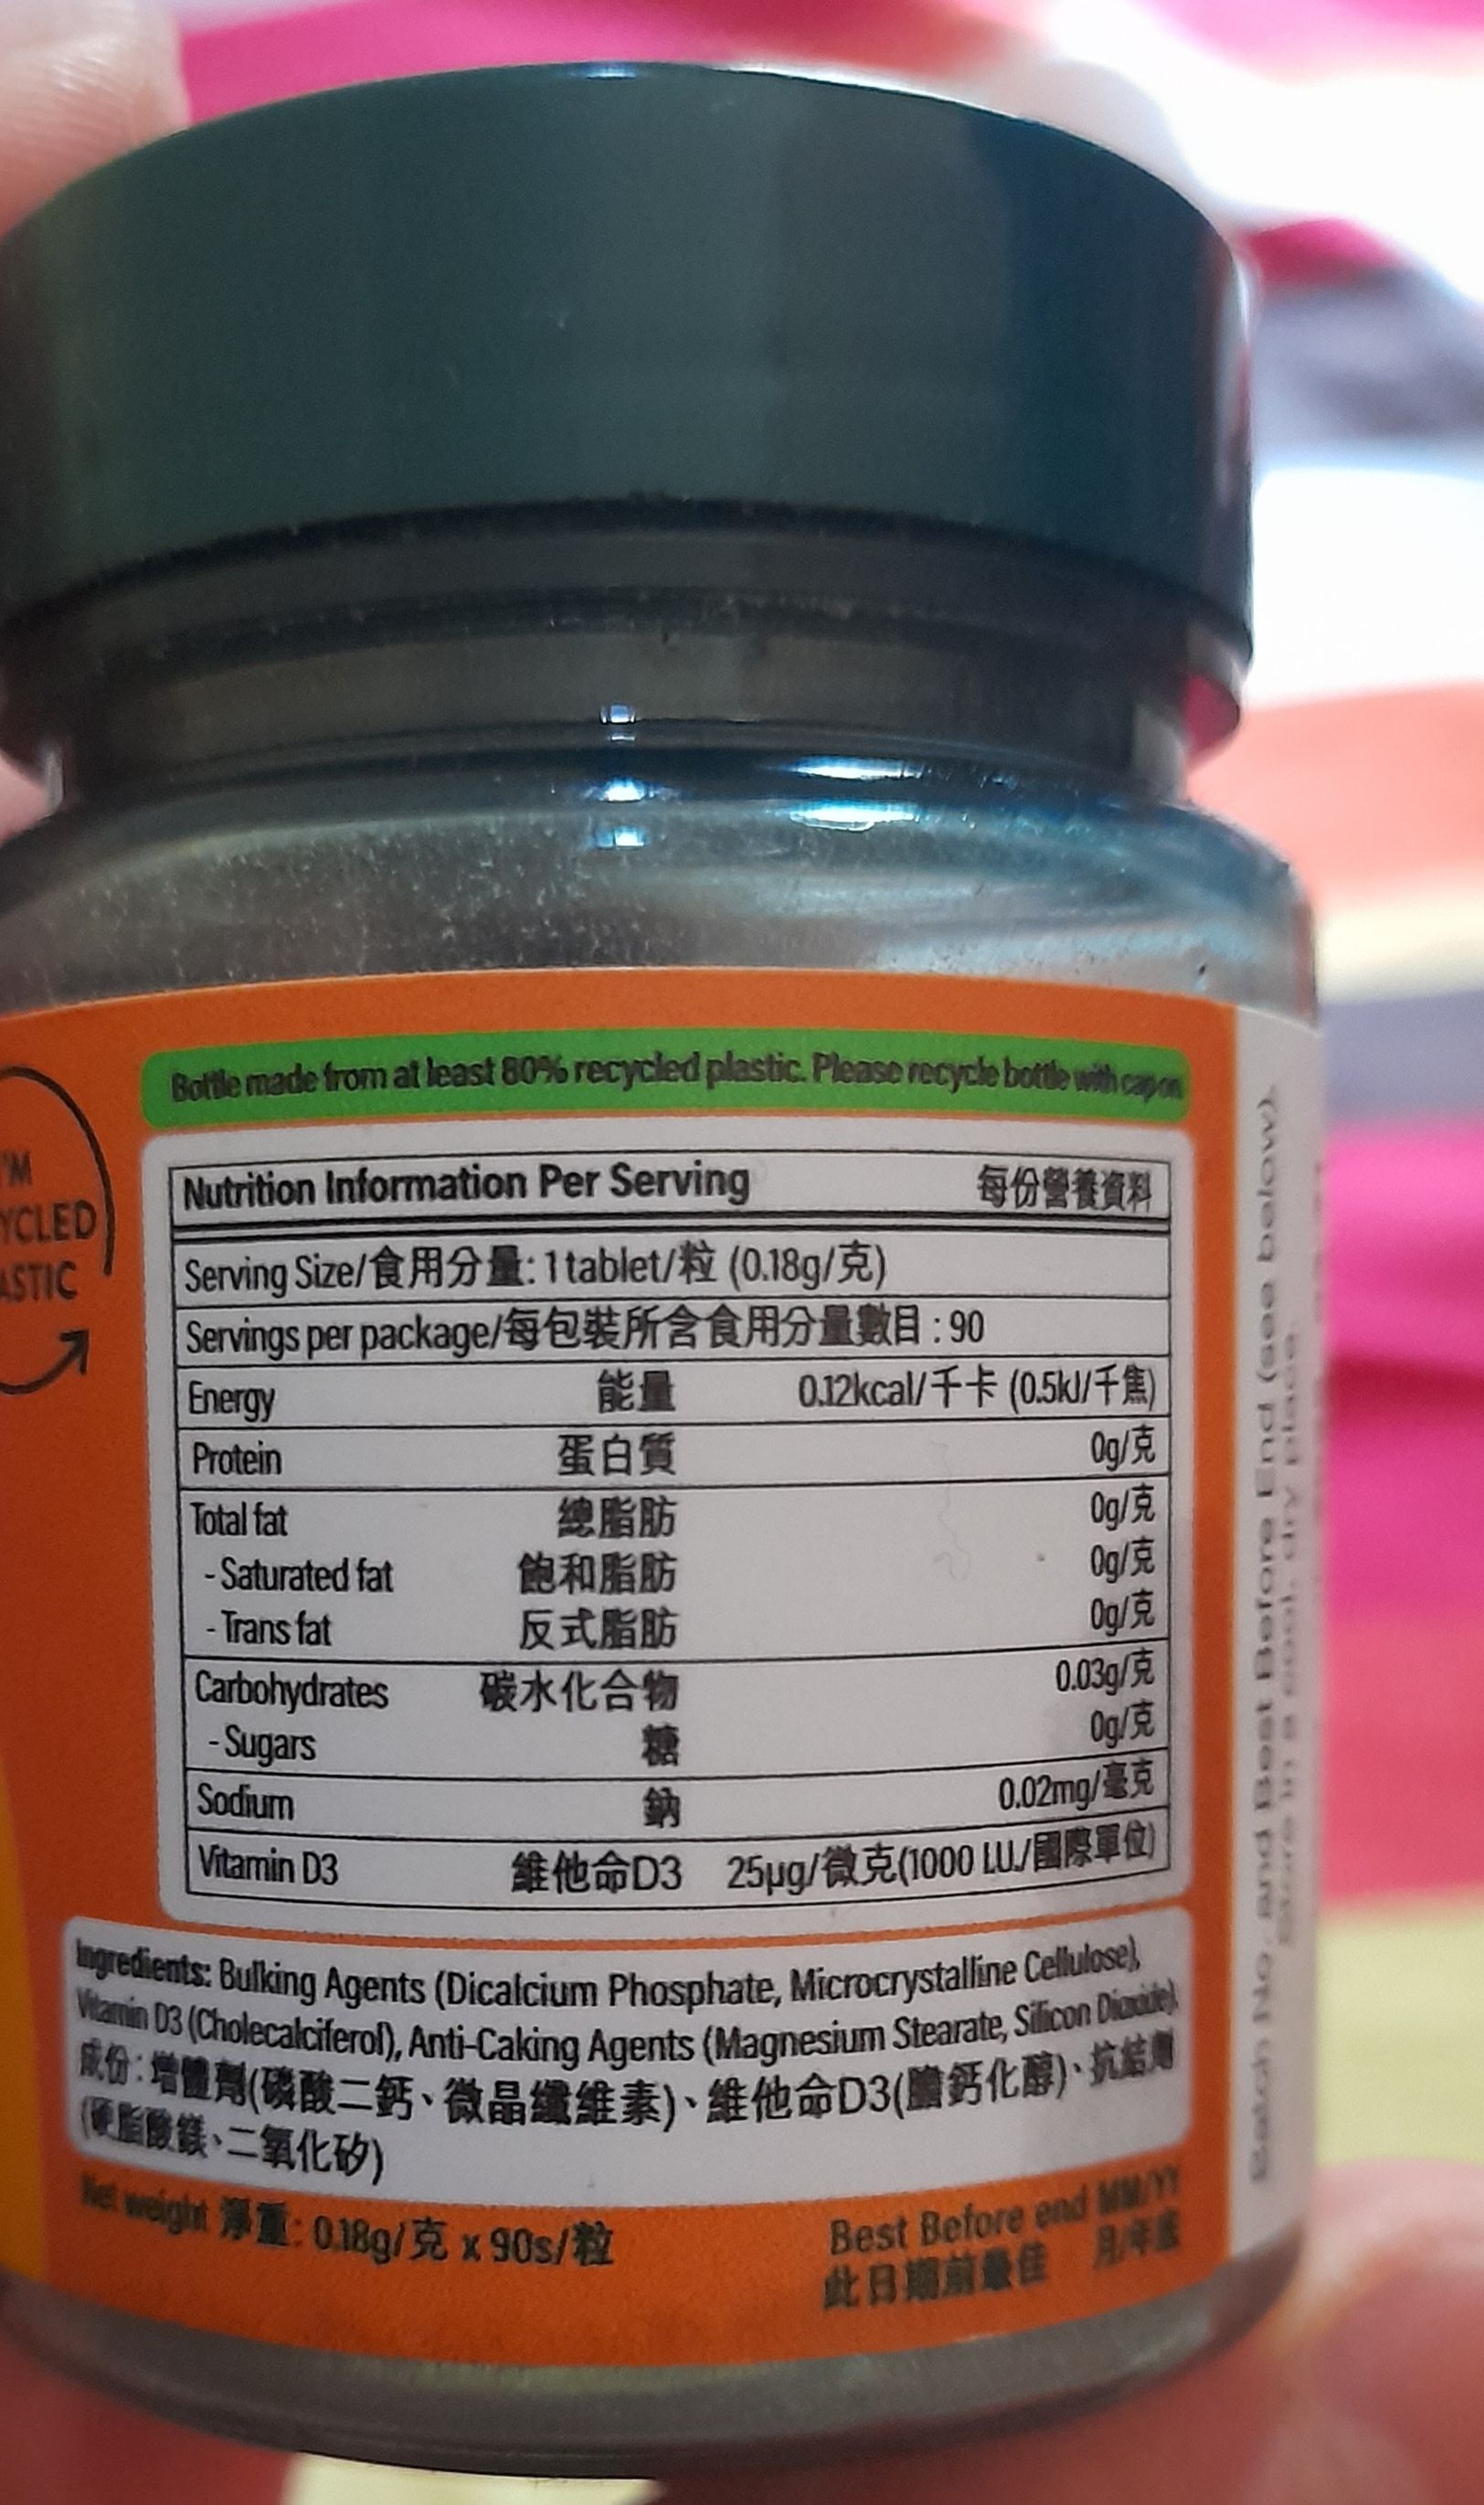 I'M
YCLED
ASTIC
Bottle made from at least 80% recycled plastic. Please recycle bottle with cap on.
Nutrition Information Per Serving 每份營養資料
Serving Size/食用分量: 1 tablet/粒 (0.18g/克)
Servings per package/每包裝所含食用分量數目 : 90
Energy 能量 0.12kcal/千卡 (0.5kJ/千焦)
Protein 蛋白質 0g/克
Total fat 總脂肪 0g/克
- Saturated fat 飽和脂肪 0g/克
- Trans fat 反式脂肪 0g/克
Carbohydrates 碳水化合物 0.03g/克
- Sugars 糖 0g/克
Sodium 鈉 0.02mg/毫克
Vitamin D3 維他命D3 25µg/微克(1000 I.U./國際單位)
Ingredients: Bulking Agents (Dicalcium Phosphate, Microcrystalline Cellulose),
Vitamin D3 (Cholecalciferol), Anti-Caking Agents (Magnesium Stearate, Silicon Dioxide).
成份 : 增體劑(磷酸二鈣、微晶纖維素)、維他命D3(膽鈣化醇)、抗結劑
(硬脂酸鎂、二氧化矽)
Net weight 淨重: 0.18g/克 x 90s/粒
Best Before end MM/YY
此日期前最佳 月/年底
Batch No. and Best Before End (see below).
Store in a cool, dry place.